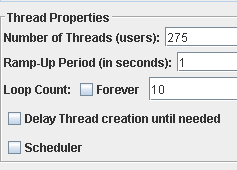 Thread Properties
Number of Threads (users): 275
Ramp-Up Period (in seconds): 1
Loop Count: Forever 10
Delay Thread creation until needed
Scheduler